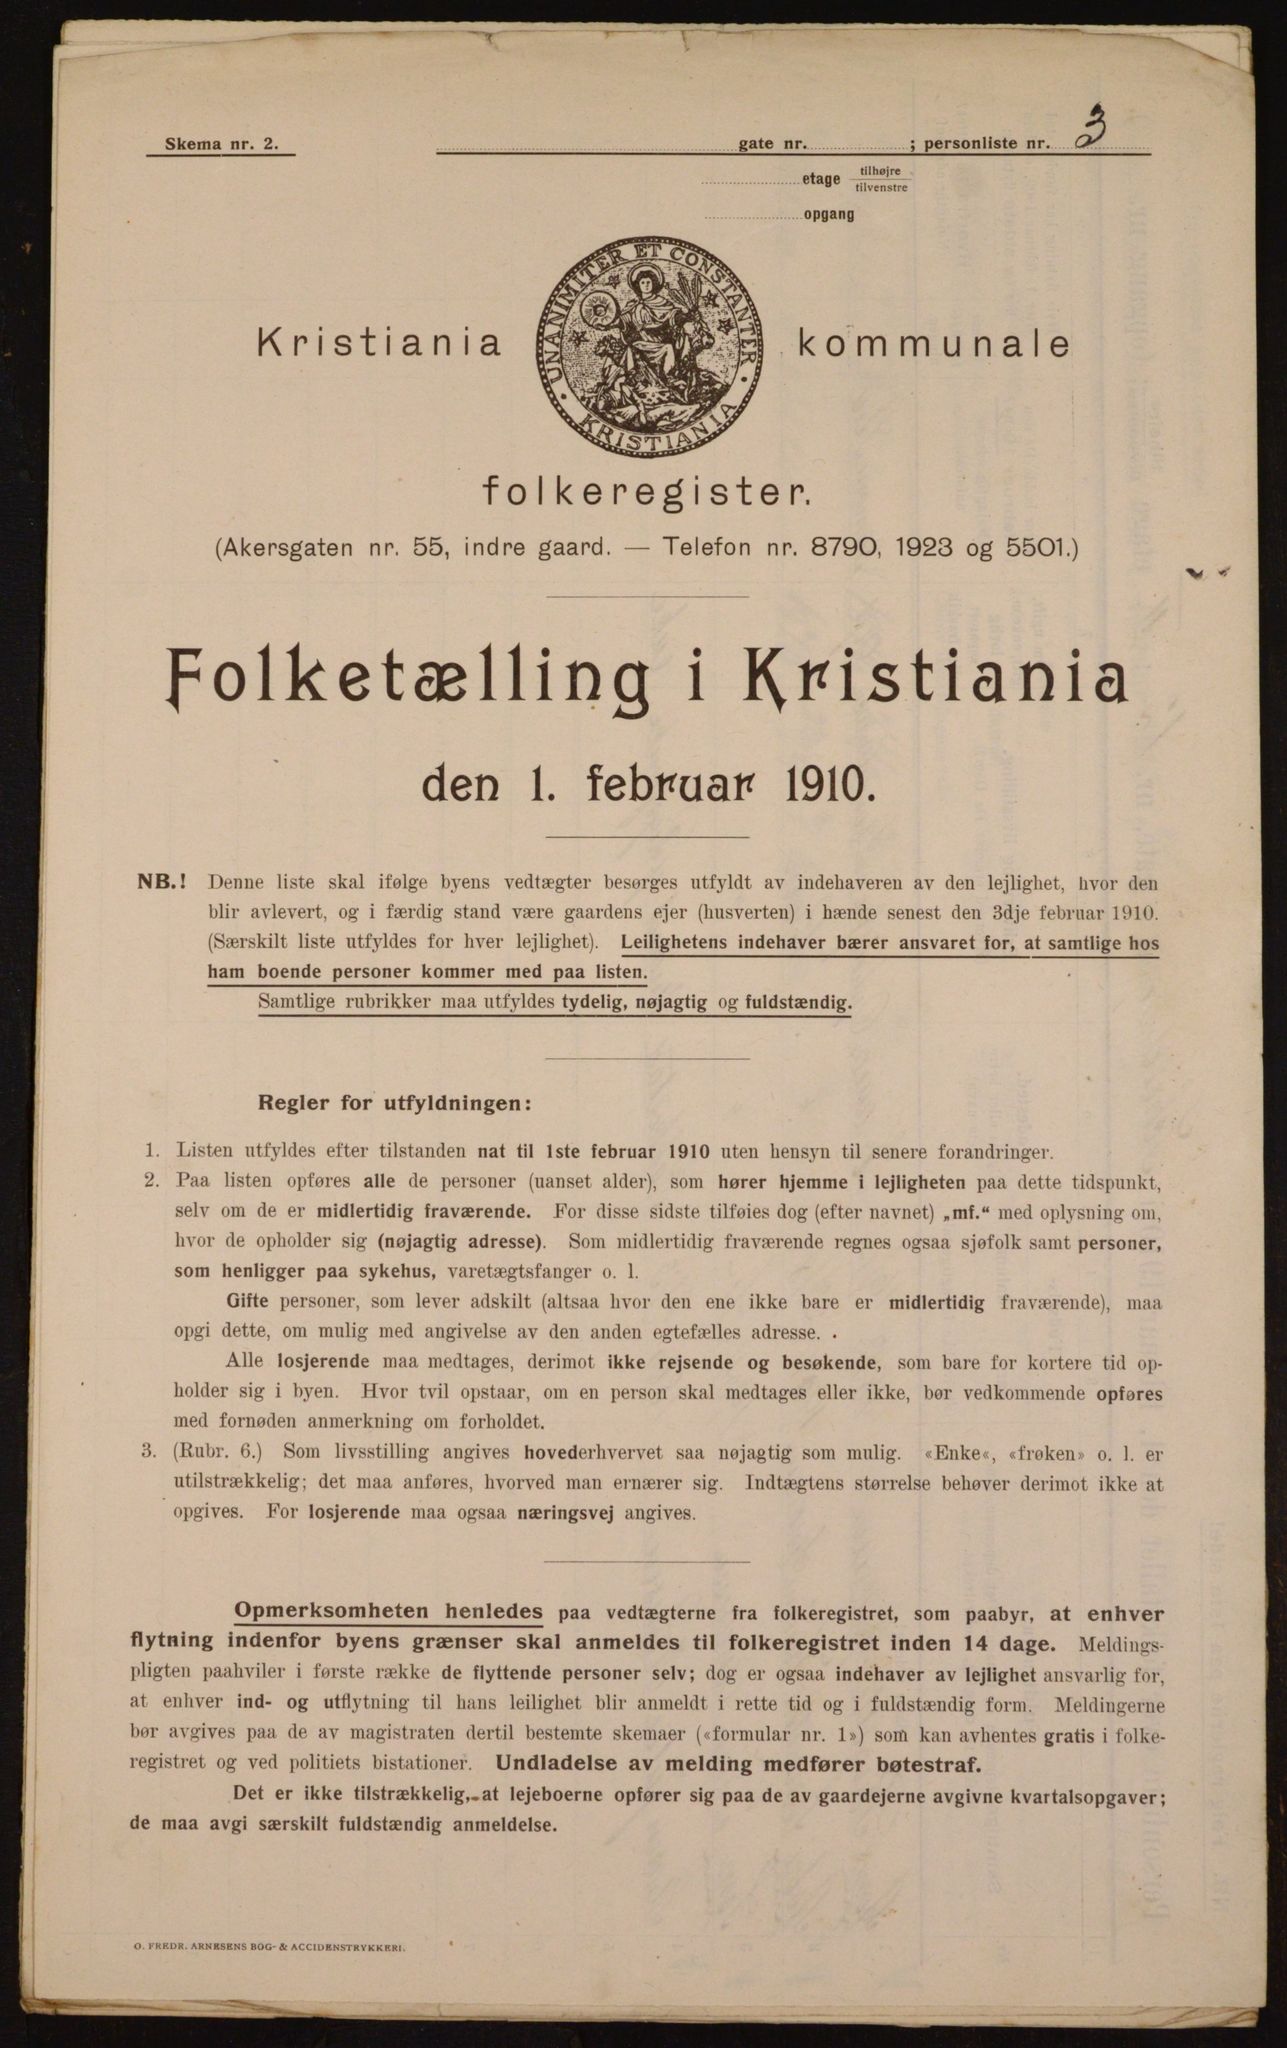 Skema nr. 2.
gate nr. ; personliste nr. 3
etage tilhøjre
tilvenstre
opgang
UNANIMITER ET CONSTANTER
KRISTIANIA
Kristiania kommunale
folkeregister.
(Akersgaten nr. 55, indre gaard. — Telefon nr. 8790, 1923 og 5501.)
Folketælling i Kristiania
den 1. februar 1910.
NB.! Denne liste skal ifølge byens vedtægter besørges utfyldt av indehaveren av den lejlighet, hvor den
blir avlevert, og i færdig stand være gaardens ejer (husverten) i hænde senest den 3dje februar 1910.
(Særskilt liste utfyldes for hver lejlighet). Leilighetens indehaver bærer ansvaret for, at samtlige hos
ham boende personer kommer med paa listen.
Samtlige rubrikker maa utfyldes tydelig, nøjagtig og fuldstændig.
Regler for utfyldningen:
1. Listen utfyldes efter tilstanden nat til 1ste februar 1910 uten hensyn til senere forandringer.
2. Paa listen opføres alle de personer (uanset alder), som hører hjemme i lejligheten paa dette tidspunkt,
selv om de er midlertidig fraværende. For disse sidste tilføies dog (efter navnet) „mf.“ med oplysning om,
hvor de opholder sig (nøjagtig adresse). Som midlertidig fraværende regnes ogsaa sjøfolk samt personer,
som henligger paa sykehus, varetægtsfanger o. l.
Gifte personer, som lever adskilt (altsaa hvor den ene ikke bare er midlertidig fraværende), maa
opgi dette, om mulig med angivelse av den anden egtefælles adresse.
Alle losjerende maa medtages, derimot ikke rejsende og besøkende, som bare for kortere tid op-
holder sig i byen. Hvor tvil opstaar, om en person skal medtages eller ikke, bør vedkommende opføres
med fornøden anmerkning om forholdet.
3. (Rubr. 6.) Som livsstilling angives hovederhvervet saa nøjagtig som mulig. «Enke«, «frøken» o. l. er
utilstrækkelig; det maa anføres, hvorved man ernærer sig. Indtægtens størrelse behøver derimot ikke at
opgives. For losjerende maa ogsaa næringsvej angives.
Opmerksomheten henledes paa vedtægterne fra folkeregistret, som paabyr, at enhver
flytning indenfor byens grænser skal anmeldes til folkeregistret inden 14 dage. Meldings-
pligten paahviler i første række de flyttende personer selv; dog er ogsaa indehaver av lejlighet ansvarlig for,
at enhver ind- og utflytning til hans leilighet blir anmeldt i rette tid og i fuldstændig form. Meldingerne
bør avgives paa de av magistraten dertil bestemte skemaer («formular nr. 1») som kan avhentes gratis i folke-
registret og ved politiets bistationer. Undladelse av melding medfører bøtestraf.
Det er ikke tilstrækkelig, at lejeboerne opfører sig paa de av gaardejerne avgivne kvartalsopgaver;
de maa avgi særskilt fuldstændig anmeldelse.
O. FREDR. ARNESENS BOG- & ACCIDENSTRYKKERI.